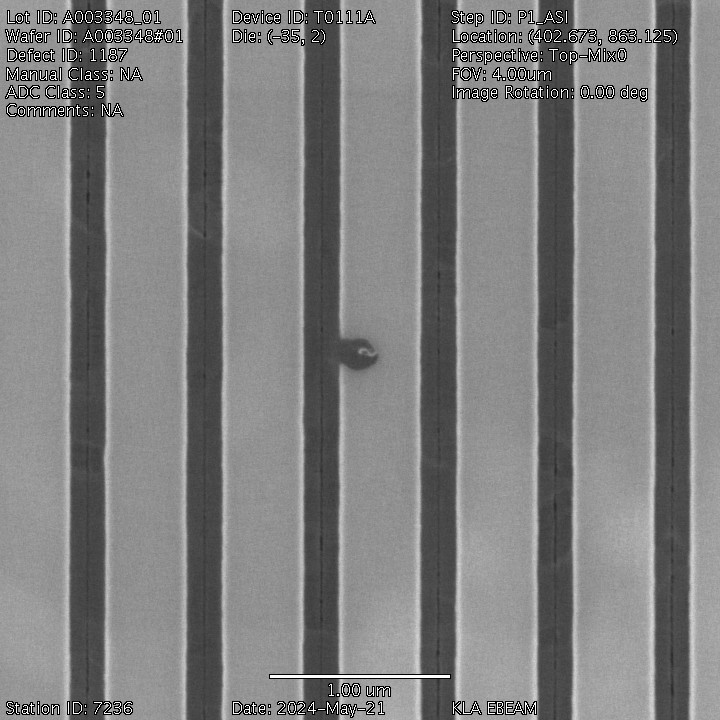 Lot ID: A003348_01
Wafer ID: A003348#01
Defect ID: 1187
Manual Class: NA
ADC Class: 5
Comments: NA
Device ID: T0111A
Die: (-35, 2)
Step ID: P1_ASI
Location: (402.673, 863.125)
Perspective: Top-Mix0
FOV: 4.00um
Image Rotation: 0.00 deg
1.00 um
Station ID: 7236
Date: 2024-May-21
KLA EBEAM